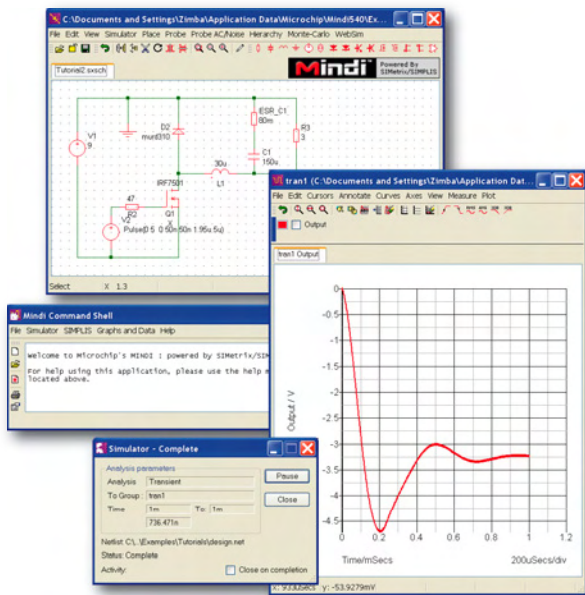 C:\Documents and Settings\Zimba\Application Data\Microchip\Mindi540\Ex...
File Edit View Simulator Place Probe Probe AC/Noise Hierarchy Monte-Carlo WebSim
Tutorial2.sxsch
Mindi
Powered By
SIMetrix/SIMPLIS
V1
9
D2
murd310
ESR_C1
80m
R3
3
C1
150u
30u
L1
IRF7501
47
R2
Q1
X
V2
Pulse(0 5 0 50n 50n 1.95u 5u)
Select X 1.3
tran1 (C:\Documents and Settings\Zimba\Application Dat...
File Edit Cursors Annotate Curves Axes View Measure Plot
Output
tran1 Output
0
-0.5
-1
-1.5
-2
-2.5
-3
-3.5
-4
-4.5
Output / V
0 0.2 0.4 0.6 0.8 1 1.2
Time/mSecs 200uSecs/div
x: 933uSecs y: -53.9279mV
Mindi Command Shell
File Simulator SIMPLIS Graphs and Data Help
Welcome to Microchip's MINDI : powered by SIMetrix/SIM
For help using this application, please use the help m
located above.
Simulator - Complete
Analysis parameters
Analysis Transient
To Group: tran1
Time 1m To: 1m
736.471n
Pause
Close
Netlist: C:\..\Examples\Tutorials\design.net
Status: Complete
Activity:
Close on completion